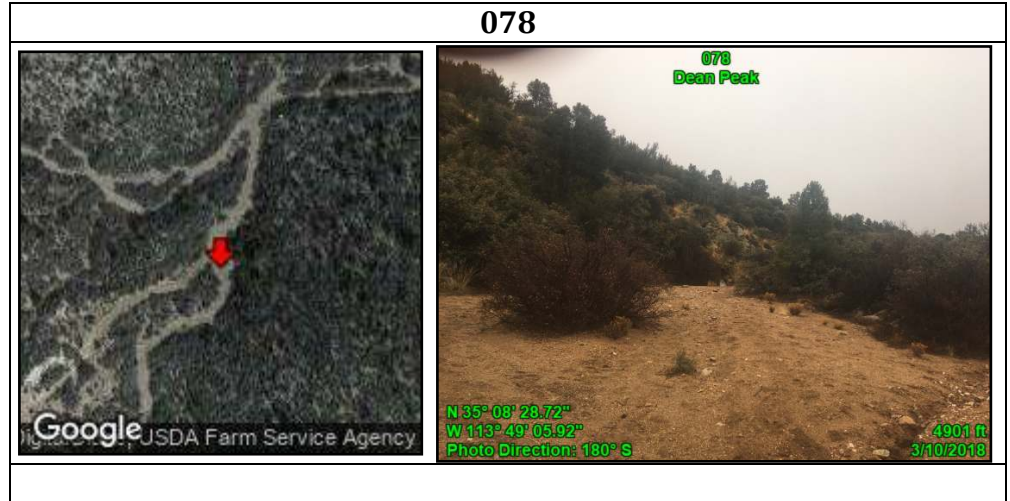 078
Google
USDA Farm Service Agency
078
Dean Peak
N 35° 08' 28.72"
W 113° 49' 05.92"
Photo Direction: 180° S
4901 ft
3/10/2018